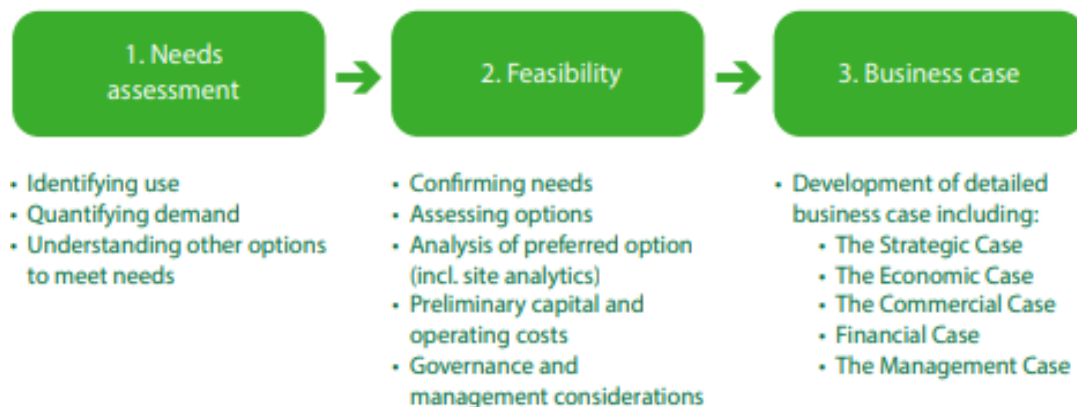 1. Needs
assessment
• Identifying use
• Quantifying demand
• Understanding other options
to meet needs
2. Feasibility
• Confirming needs
• Assessing options
• Analysis of preferred option
(incl. site analytics)
• Preliminary capital and
operating costs
• Governance and
management considerations
3. Business case
• Development of detailed
business case including:
• The Strategic Case
• The Economic Case
• The Commercial Case
• Financial Case
• The Management Case